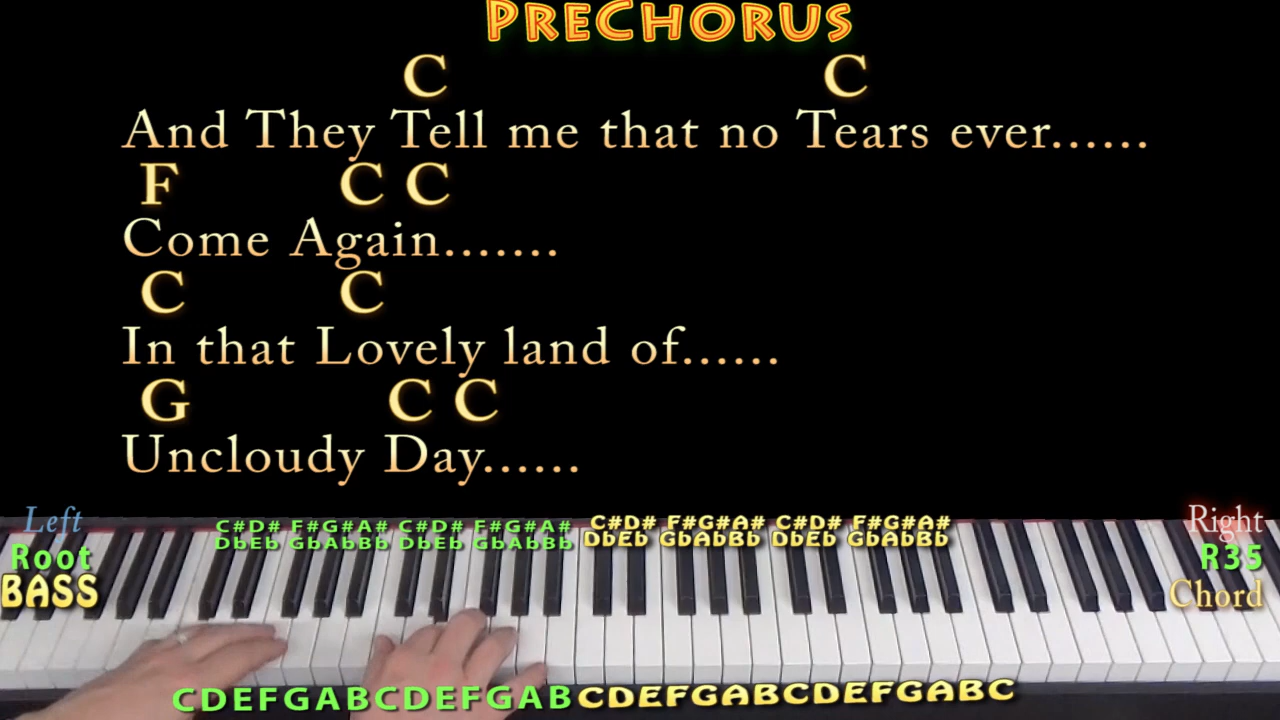 PreChorus
C C
And They Tell me that no Tears ever......
F C C
Come Again.......
C C
In that Lovely land of......
G C C
Uncloudy Day......
Left
Root
BASS
C#D# F#G#A# C#D# F#G#A# C#D# F#G#A# C#D# F#G#A#
DbEb GbAbBb DbEb GbAbBb DbEb GbAbBb DbEb GbAbBb
Right
R35
Chord
CDEFGABCDEFGABCDEFGABCDEFGABC